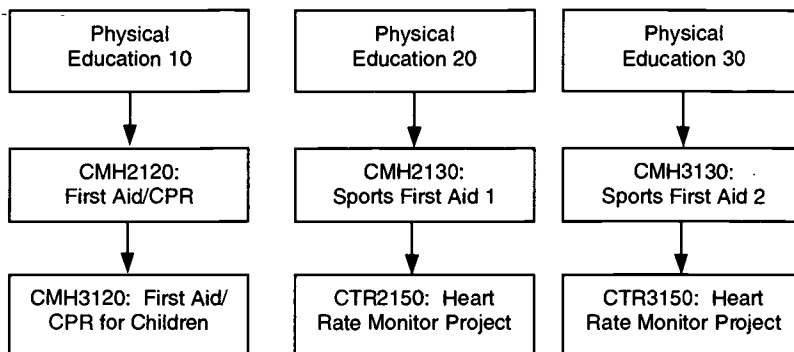 Physical
Education 10
Physical
Education 20
Physical
Education 30
CMH2120:
First Aid/CPR
CMH2130:
Sports First Aid 1
CMH3130:
Sports First Aid 2
CMH3120:  First Aid/
CPR for Children
CTR2150:  Heart
Rate Monitor Project
CTR3150:  Heart
Rate Monitor Project